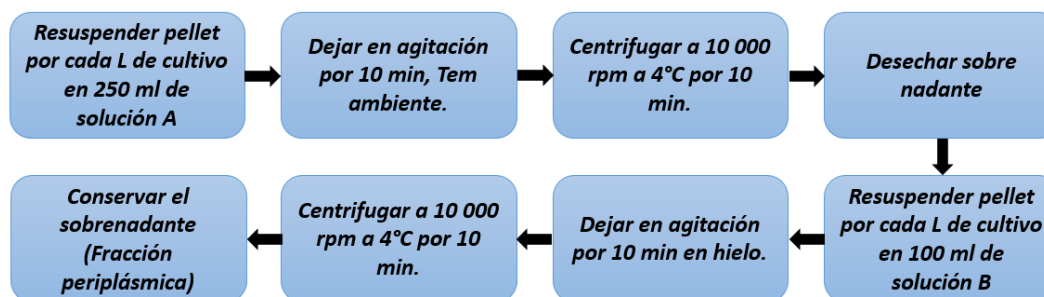 Resuspender pellet
por cada L de cultivo
en 250 ml de
solución A
Dejar en agitación
por 10 min, Tem
ambiente.
Centrifugar a 10 000
rpm a 4°C por 10
min.
Desechar sobre
nadante
Resuspender pellet
por cada L de cultivo
en 100 ml de
solución B
Dejar en agitación
por 10 min en hielo.
Centrifugar a 10 000
rpm a 4°C por 10
min.
Conservar el
sobrenadante
(Fracción
periplásmica)